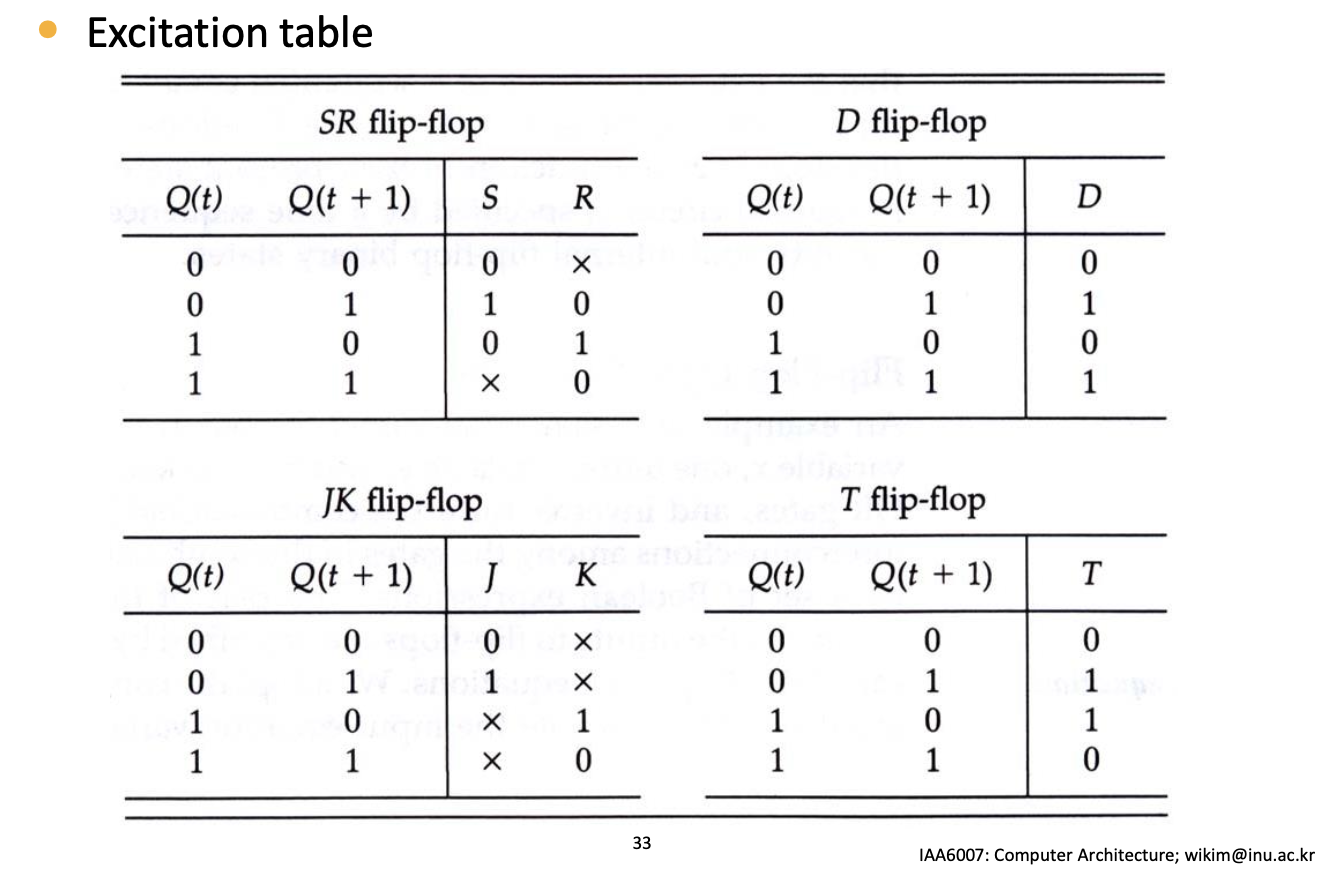 • Excitation table
SR flip-flop D flip-flop
Q(t) Q(t + 1) S R Q(t) Q(t + 1) D
0 0 0 × 0 0 0
0 1 1 0 0 1 1
1 0 0 1 1 0 0
1 1 × 0 1 1 1
JK flip-flop T flip-flop
Q(t) Q(t + 1) J K Q(t) Q(t + 1) T
0 0 0 × 0 0 0
0 1 1 × 0 1 1
1 0 × 1 1 0 1
1 1 × 0 1 1 0
33
IAA6007: Computer Architecture; wikim@inu.ac.kr